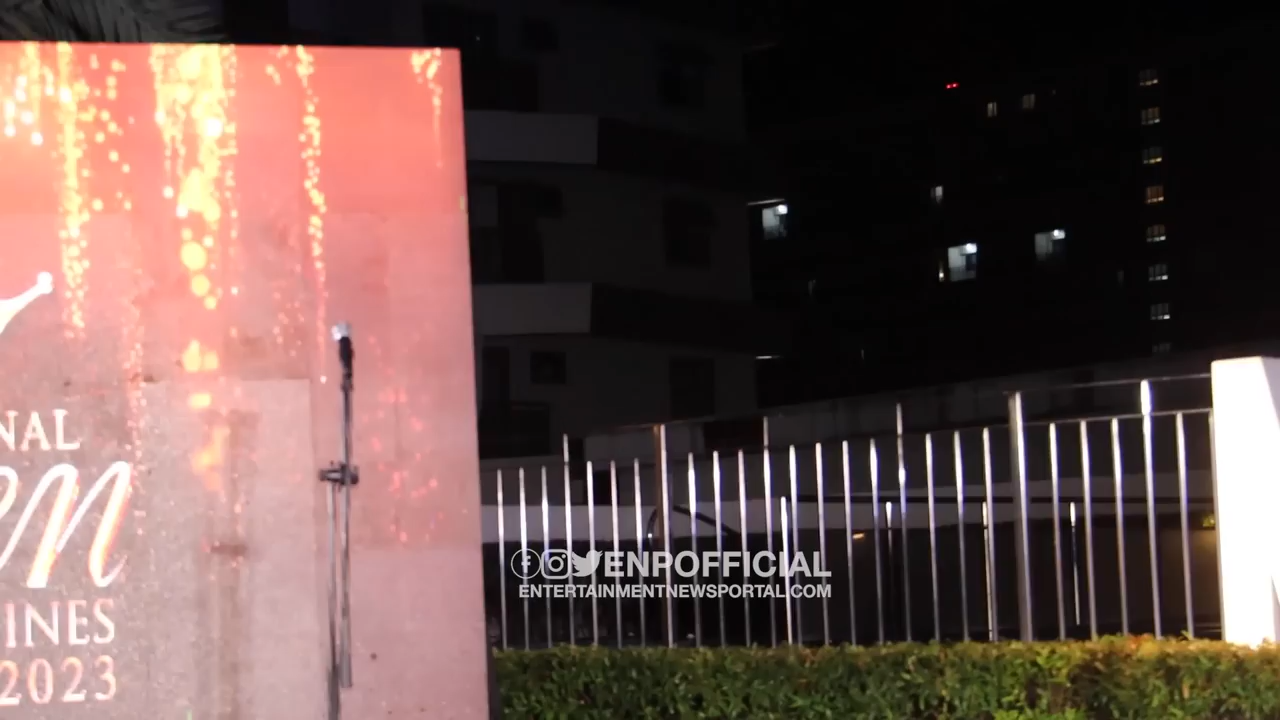 NAL
INES
2023
ENPOFFICIAL
ENTERTAINMENTNEWSPORTAL.COM